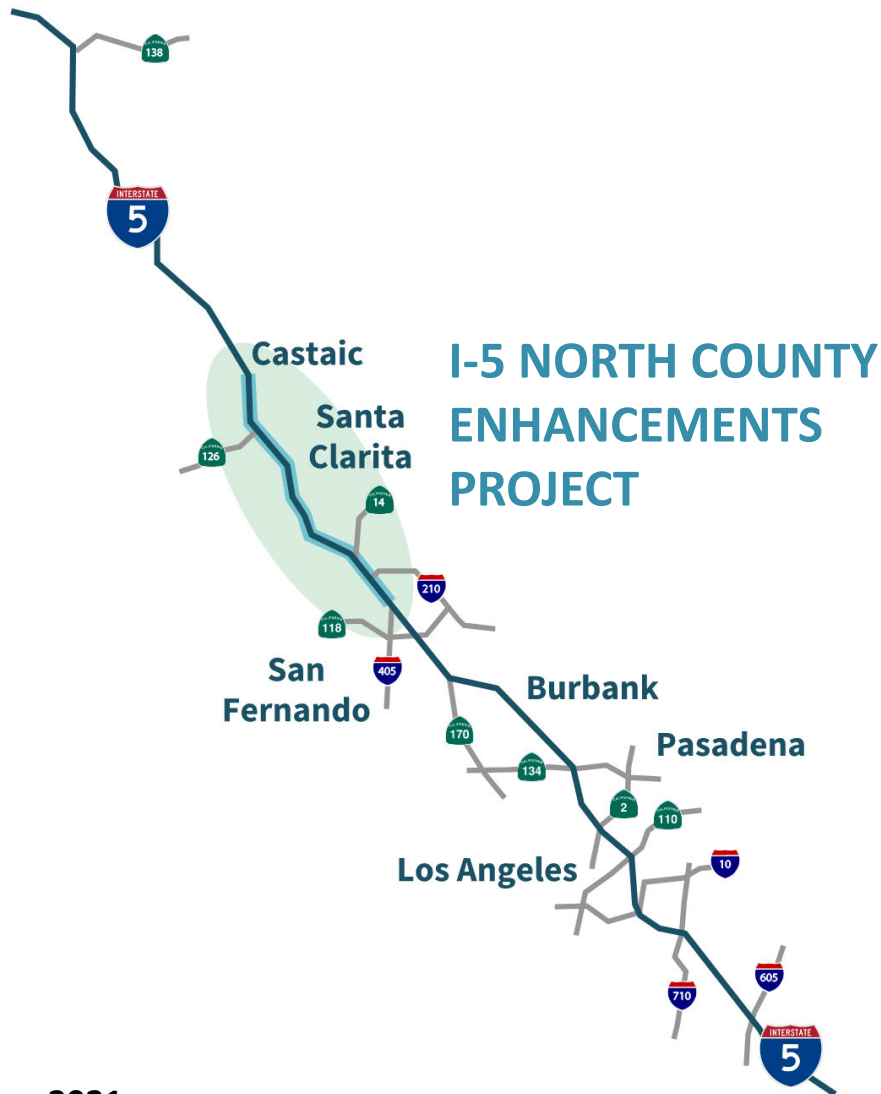 138
INTERSTATE
5
Castaic
I-5 NORTH COUNTY
ENHANCEMENTS
PROJECT
Santa
Clarita
126
14
210
118
San
Fernando
405
Burbank
170
Pasadena
134
2
110
Los Angeles
10
605
710
INTERSTATE
5